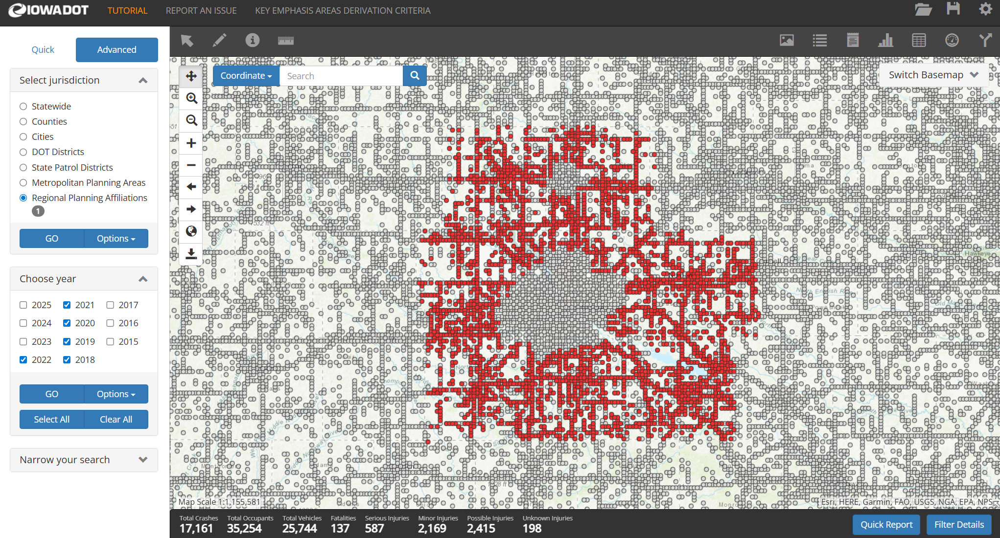 IOWADOT
TUTORIAL
REPORT AN ISSUE
KEY EMPHASIS AREAS DERIVATION CRITERIA
Quick
Advanced
Select jurisdiction
Statewide
Counties
Cities
DOT Districts
State Patrol Districts
Metropolitan Planning Areas
Regional Planning Affiliations
1
GO
Options
Choose year
2025 2021 2017
2024 2020 2016
2023 2019 2015
2022 2018
GO
Options
Select All
Clear All
Narrow your search
Coordinate
Search
Switch Basemap
1532 ft
Hawkeye
Map Scale 1:1,155,581
Esri, HERE, Garmin, FAO, USGS, NGA, EPA, NPS
Total Crashes
17,161
Total Occupants
35,254
Total Vehicles
25,744
Fatalities
137
Serious Injuries
587
Minor Injuries
2,169
Possible Injuries
2,415
Unknown Injuries
198
Quick Report
Filter Details